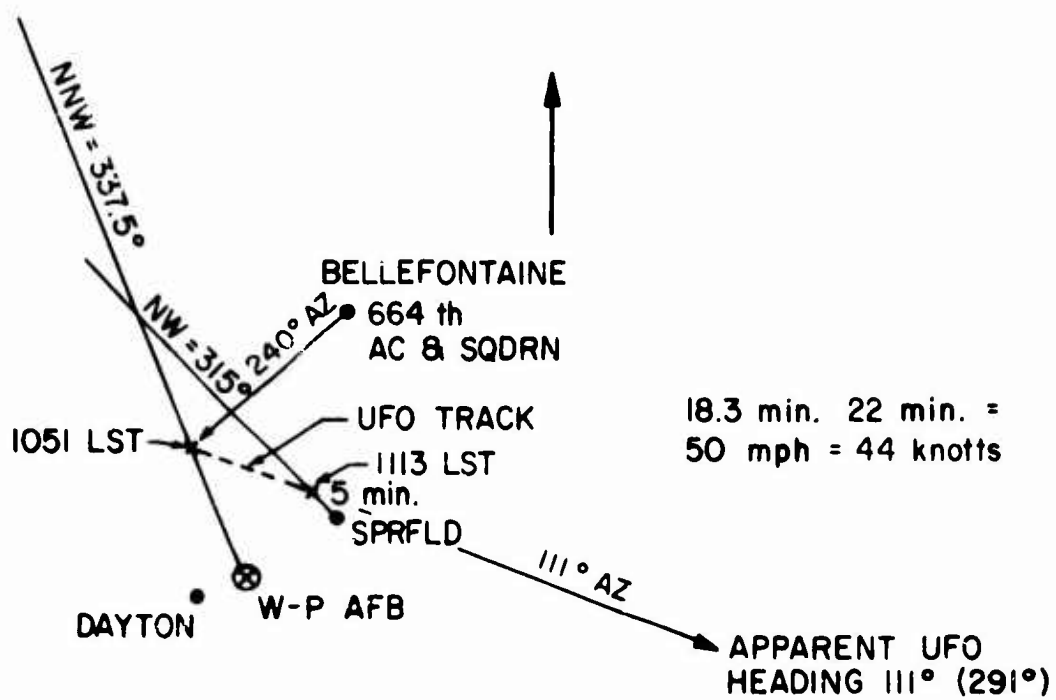 NNW = 337.5°
BELLEFONTAINE
664 th
AC & SQDRN
240° AZ
NW = 315°
UFO TRACK
18.3 min. 22 min. =
50 mph = 44 knotts
1051 LST
1113 LST
5 min.
SPRFLD
111° AZ
W-P AFB
DAYTON
APPARENT UFO
HEADING 111° (291°)